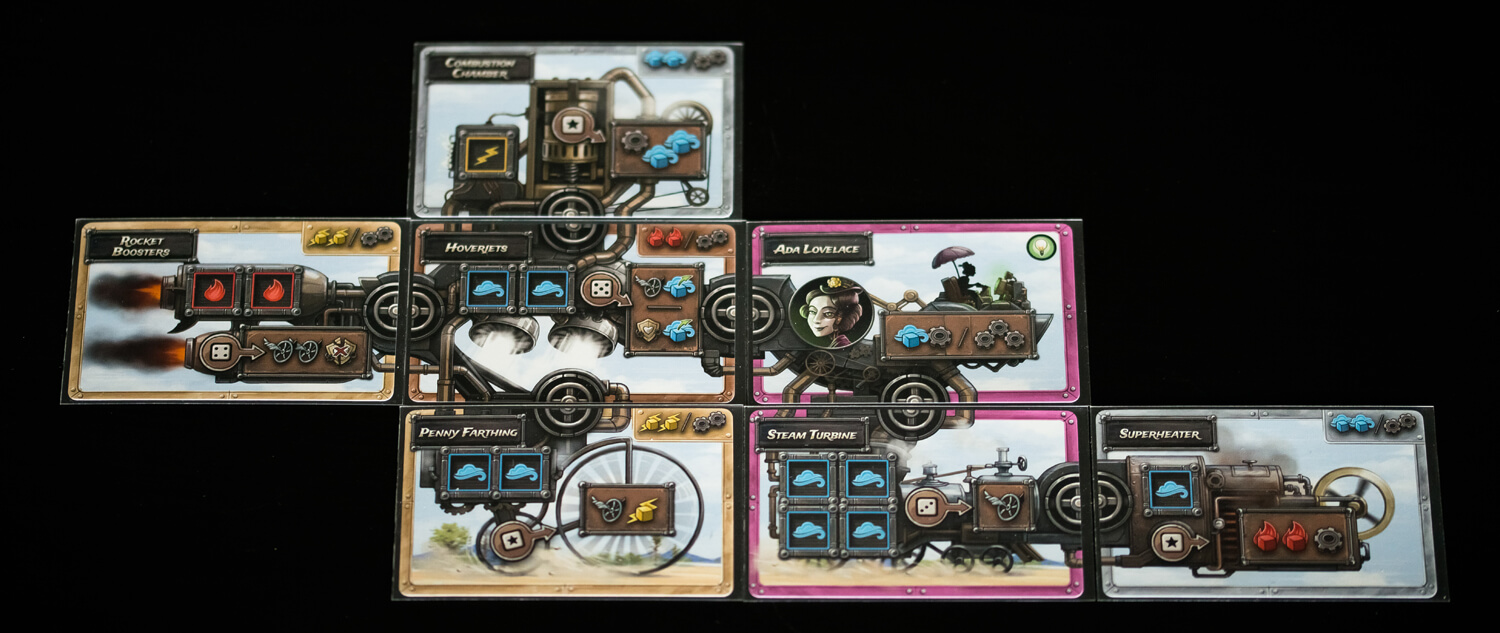 COMBUSTION
CHAMBER
ROCKET
BOOSTERS
HOVERJETS
ADA LOVELACE
PENNY FARTHING
STEAM TURBINE
SUPERHEATER